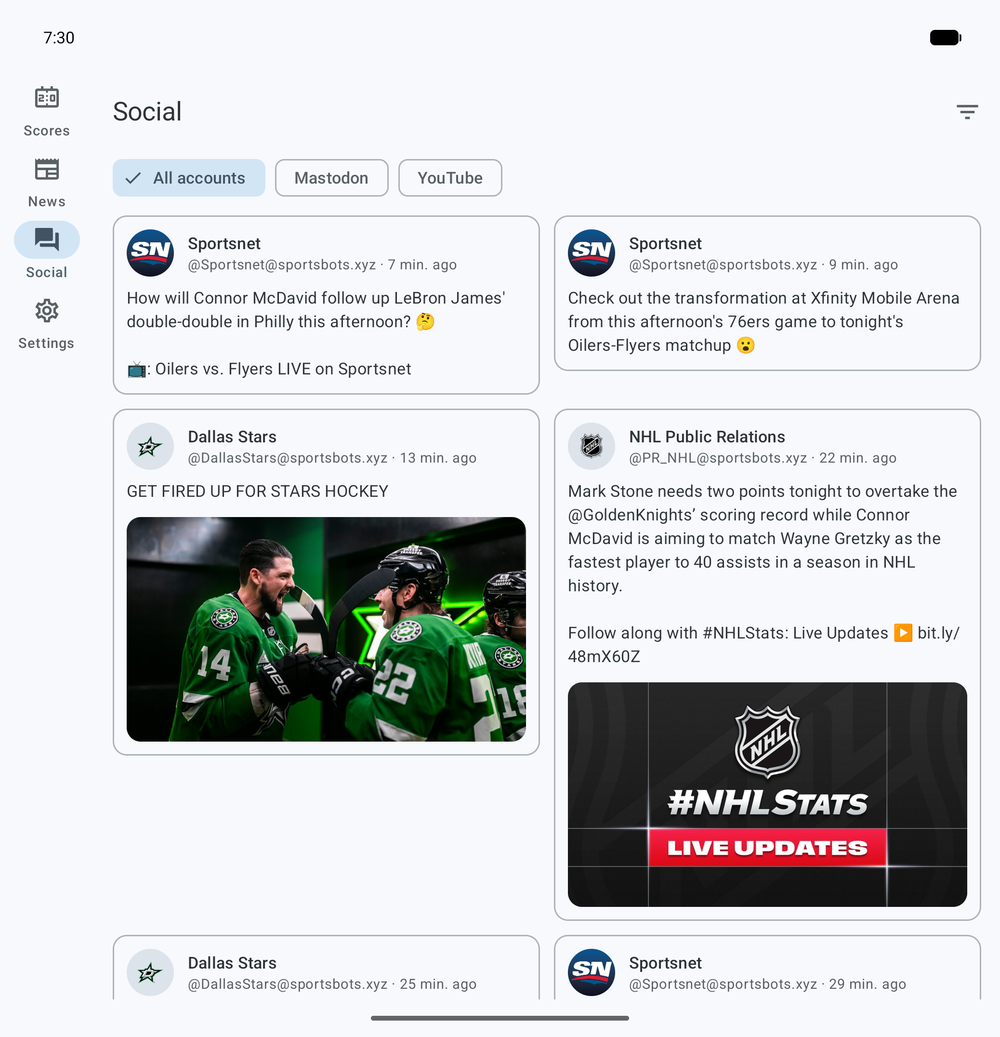 7:30
Scores
News
Social
Settings
Social
All accounts
Mastodon
YouTube
SN
Sportsnet
@Sportsnet@sportsbots.xyz · 7 min. ago
How will Connor McDavid follow up LeBron James'
double-double in Philly this afternoon? 🤔
📺: Oilers vs. Flyers LIVE on Sportsnet
SN
Sportsnet
@Sportsnet@sportsbots.xyz · 9 min. ago
Check out the transformation at Xfinity Mobile Arena
from this afternoon's 76ers game to tonight's
Oilers-Flyers matchup 😮
Dallas Stars
@DallasStars@sportsbots.xyz · 13 min. ago
GET FIRED UP FOR STARS HOCKEY
14
22
18
NHL Public Relations
@PR_NHL@sportsbots.xyz · 22 min. ago
Mark Stone needs two points tonight to overtake the
@GoldenKnights’ scoring record while Connor
McDavid is aiming to match Wayne Gretzky as the
fastest player to 40 assists in a season in NHL
history.
Follow along with #NHLStats: Live Updates ▶️ bit.ly/
48mX60Z
NHL
#NHLSTATS
LIVE UPDATES
Dallas Stars
@DallasStars@sportsbots.xyz · 25 min. ago
SN
Sportsnet
@Sportsnet@sportsbots.xyz · 29 min. ago